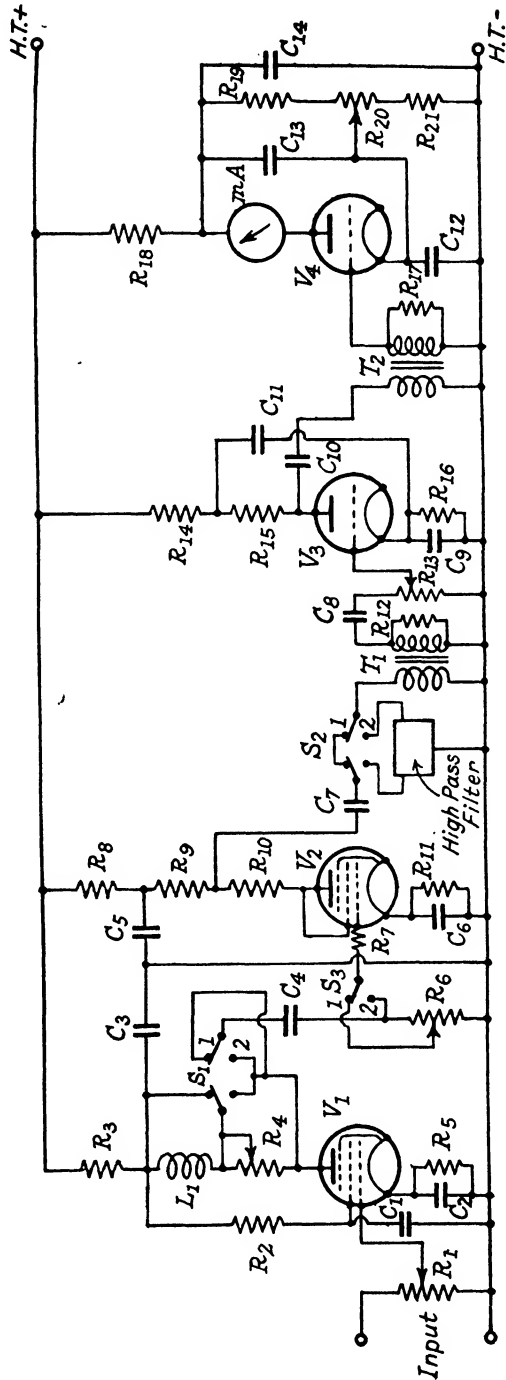 H.T.+
R3
R8
R14
R18
C3
C5
R9
L1
S1
1
2
R2
R4
C4
R10
C7
S2
1
2
R15
C11
C10
mA
C13
R19
C14
V1
1
S3
2
R7
V2
High Pass
Filter
T1
R12
C8
V3
R13
T2
R17
V4
R20
R21
C12
Input
R1
C1
C2
R5
R6
C6
R11
C9
R16
H.T.-